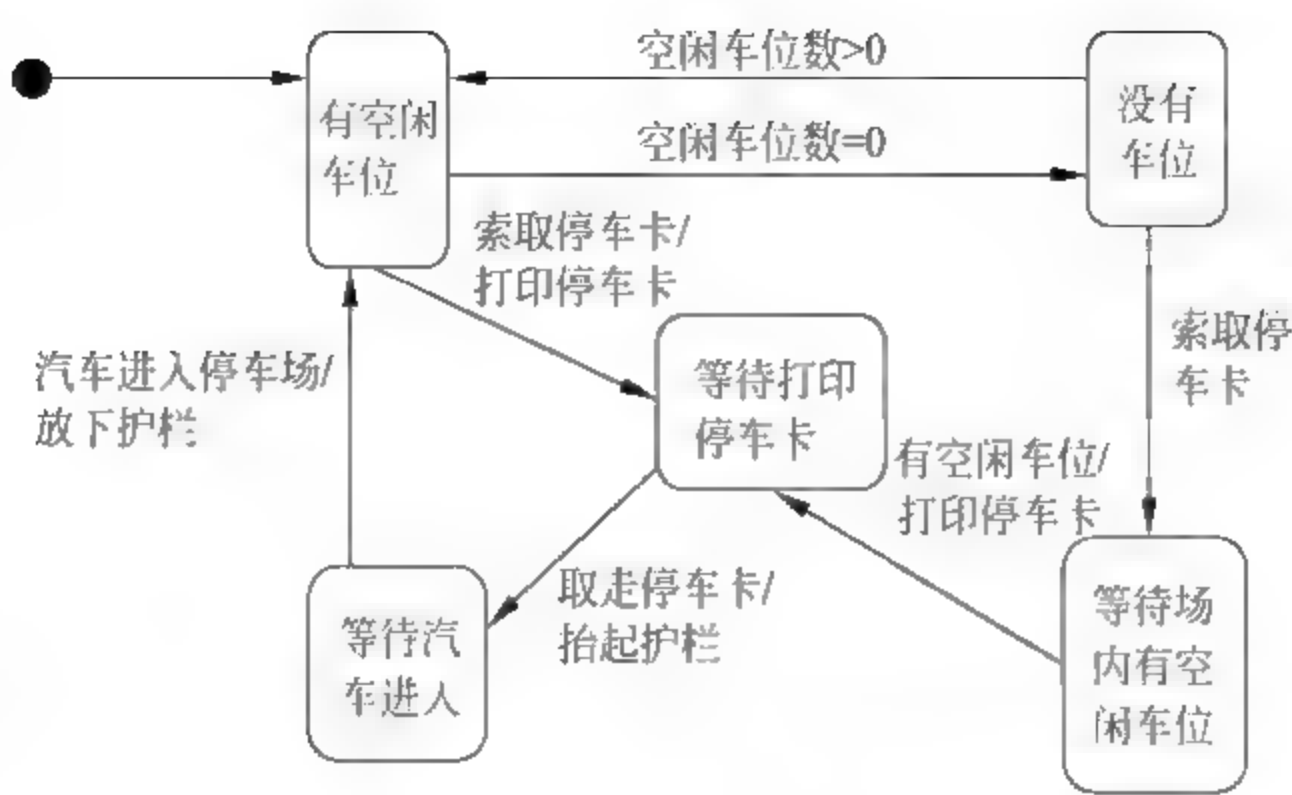 空闲车位数>0
有空闲
车位
没有
车位
空闲车位数=0
索取停车卡/
打印停车卡
索取停
车卡
汽车进入停车场/
放下护栏
等待打印
停车卡
有空闲车位/
打印停车卡
取走停车卡/
抬起护栏
等待汽
车进入
等待场
内有空
闲车位